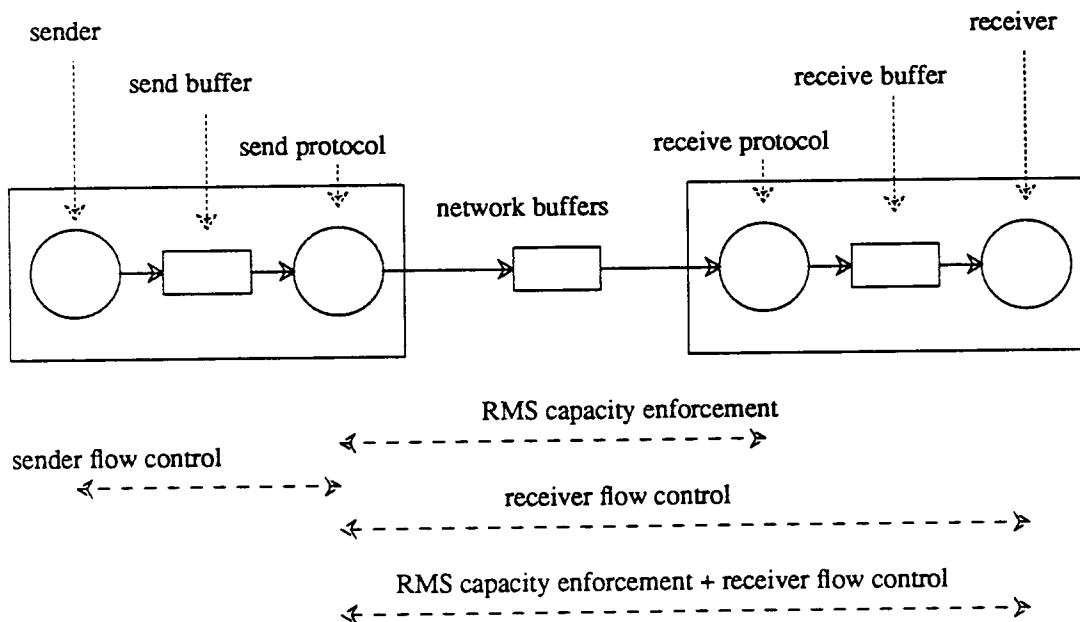 sender
receiver
send buffer
receive buffer
send protocol
receive protocol
network buffers
RMS capacity enforcement
sender flow control
receiver flow control
RMS capacity enforcement + receiver flow control